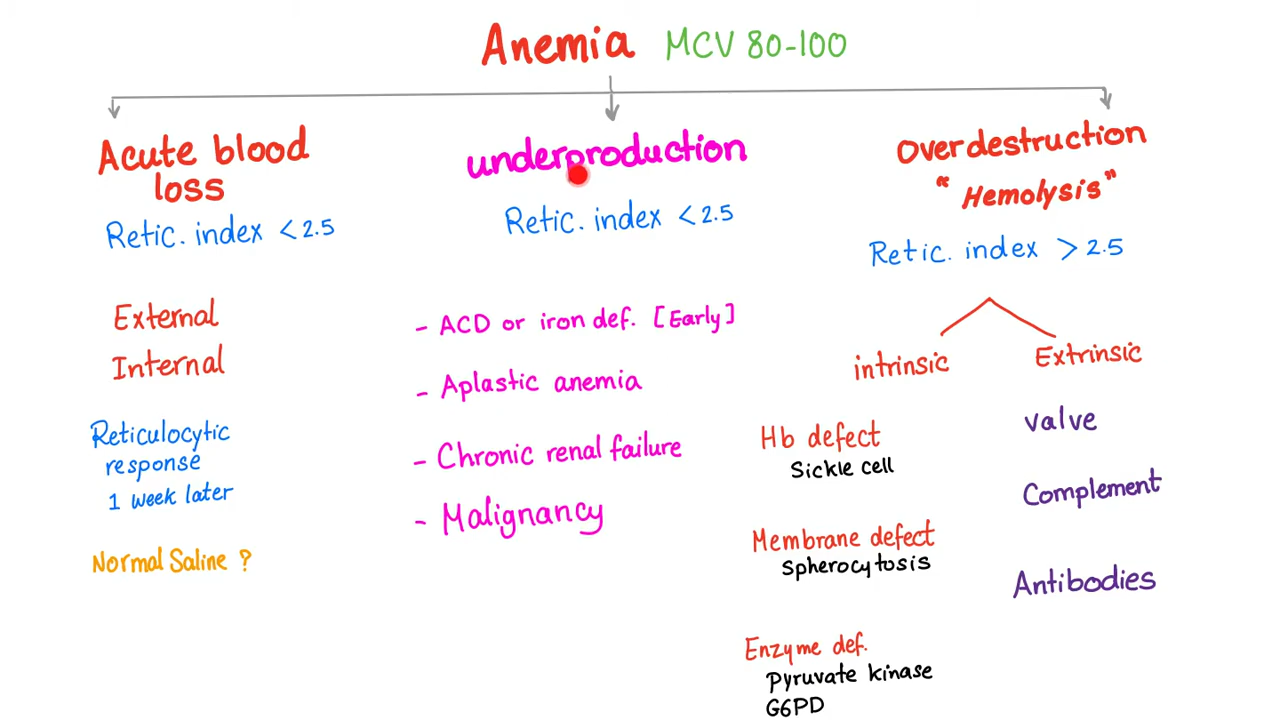 Anemia MCV 80-100
Acute blood
loss
Retic. index < 2.5
External
Internal
Reticulocytic
response
1 week later
Normal Saline ?
underproduction
Retic. index < 2.5
- ACD or iron def. [Early]
- Aplastic anemia
- Chronic renal failure
- Malignancy
Overdestruction
"Hemolysis"
Retic. index > 2.5
intrinsic
Hb defect
Sickle cell
Membrane defect
Spherocytosis
Enzyme def.
Pyruvate kinase
G6PD
Extrinsic
valve
Complement
Antibodies